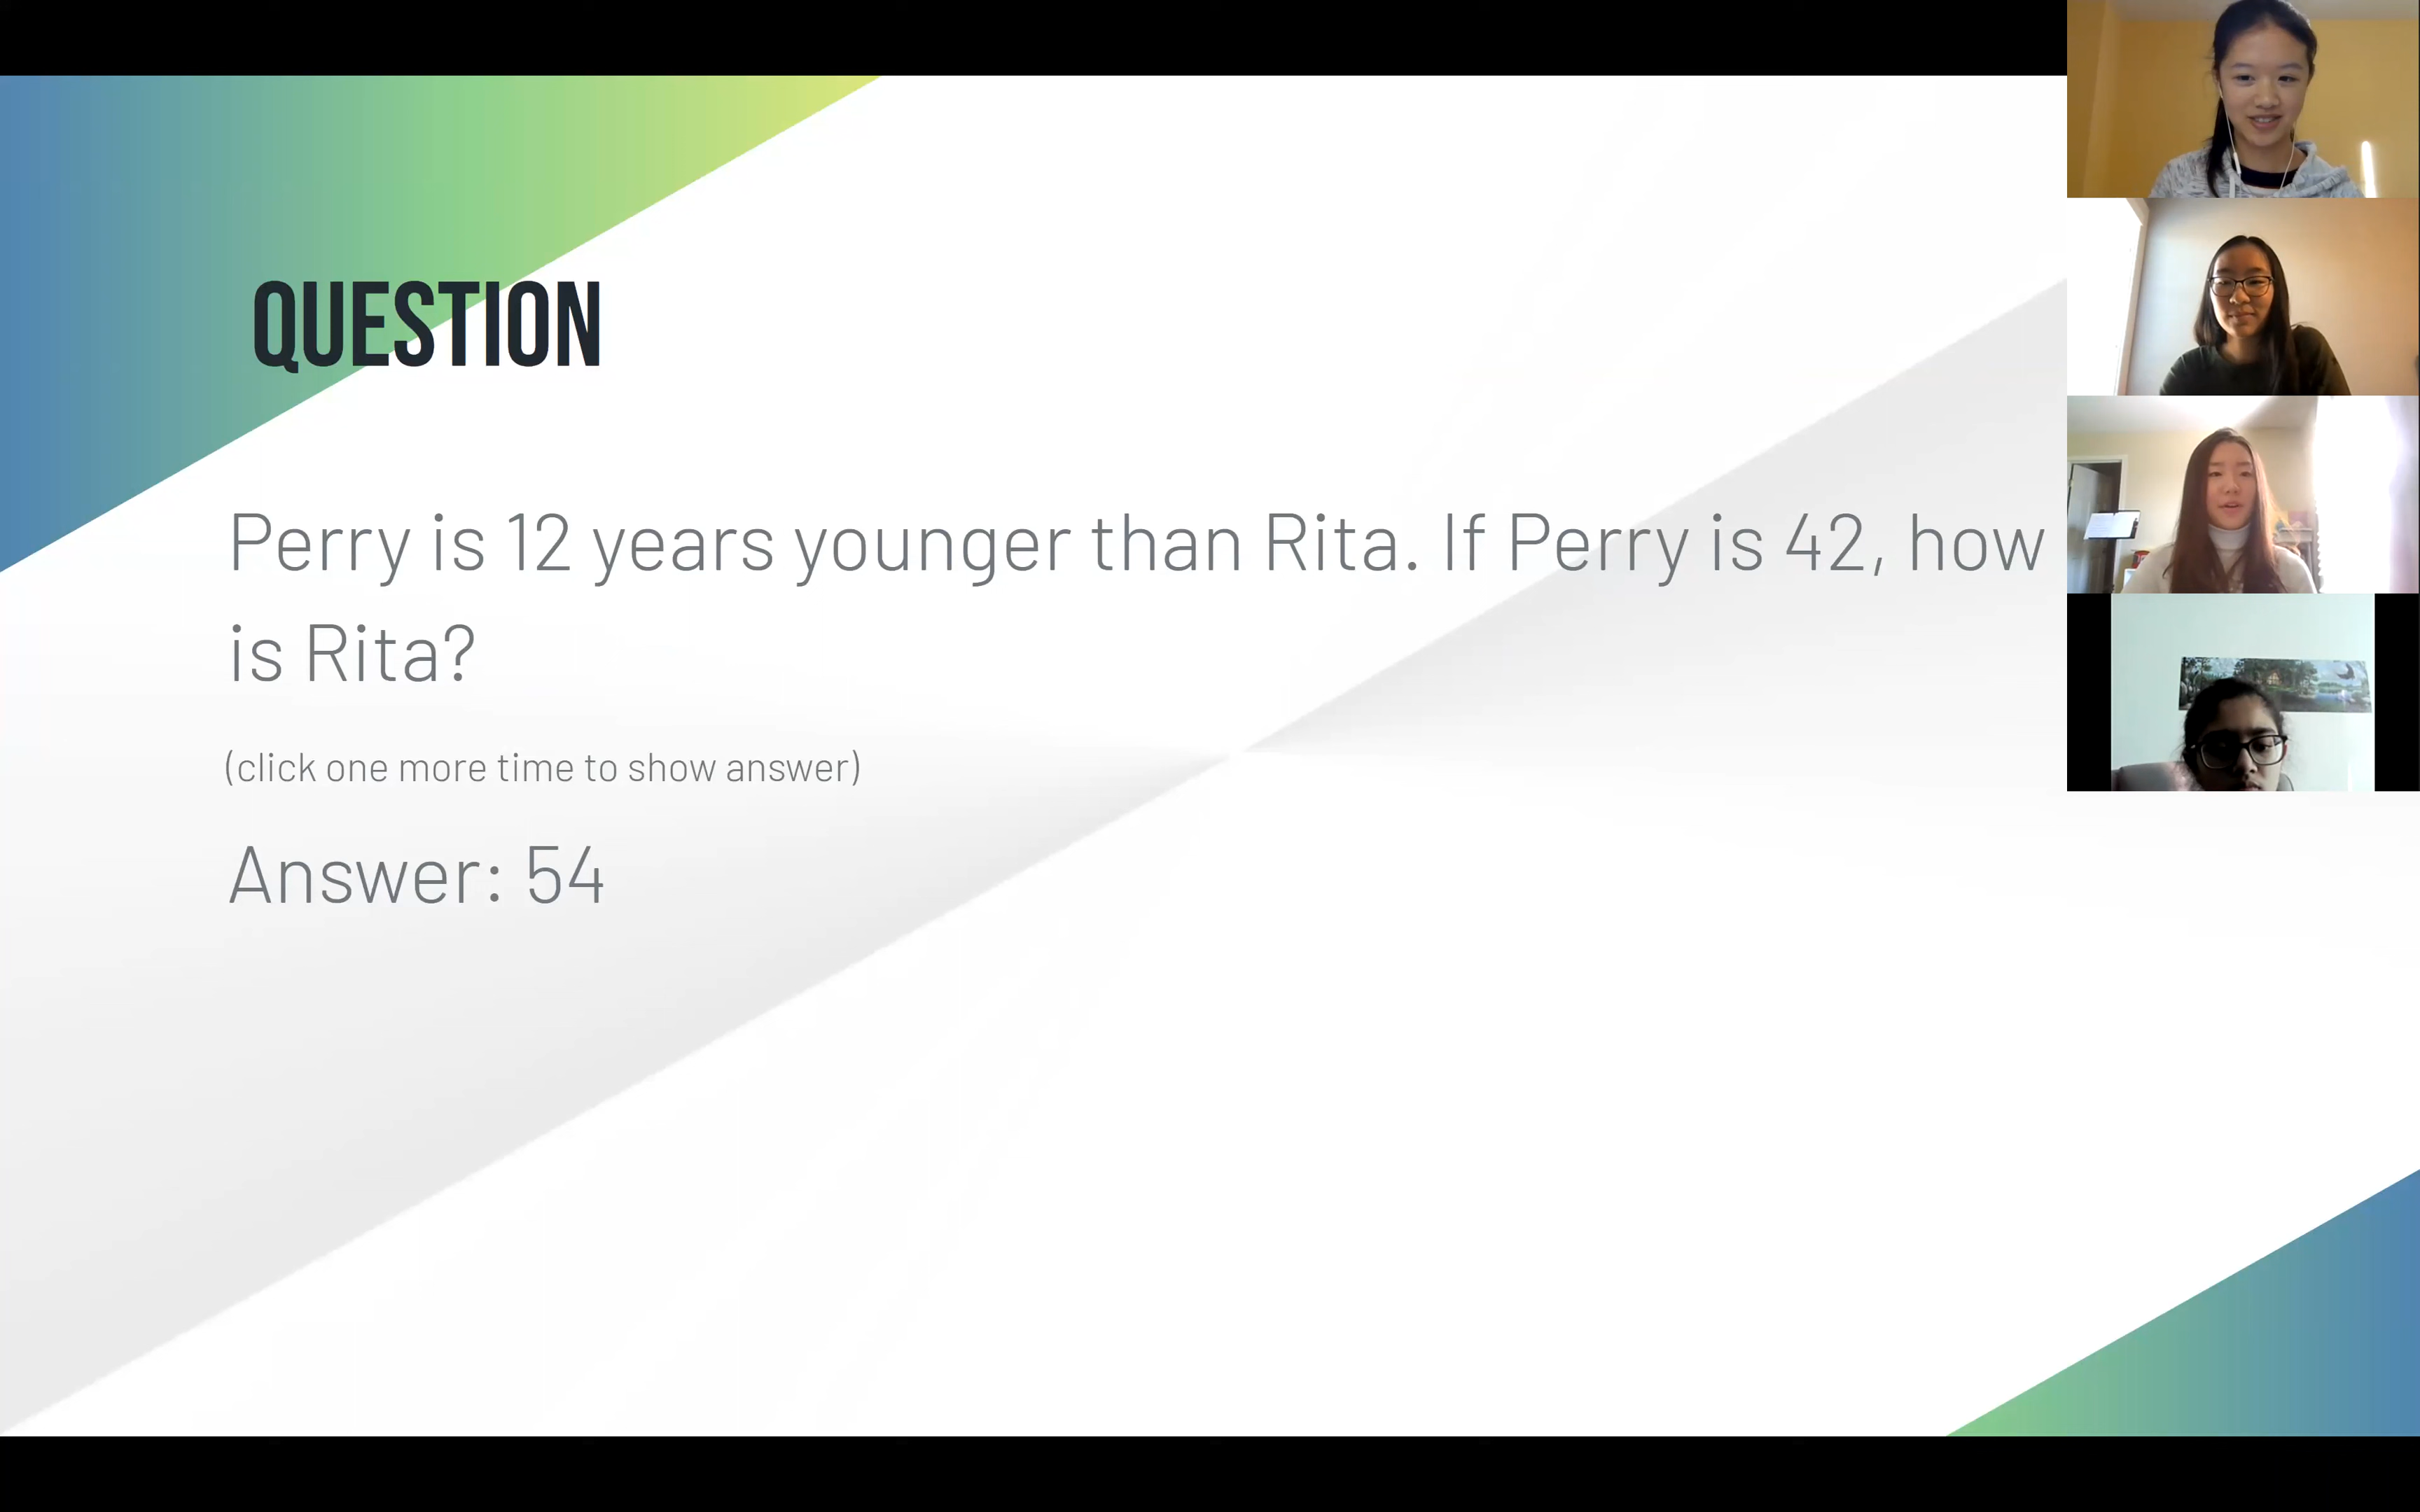 QUESTION
Perry is 12 years younger than Rita. If Perry is 42, how
is Rita?
(click one more time to show answer)
Answer: 54